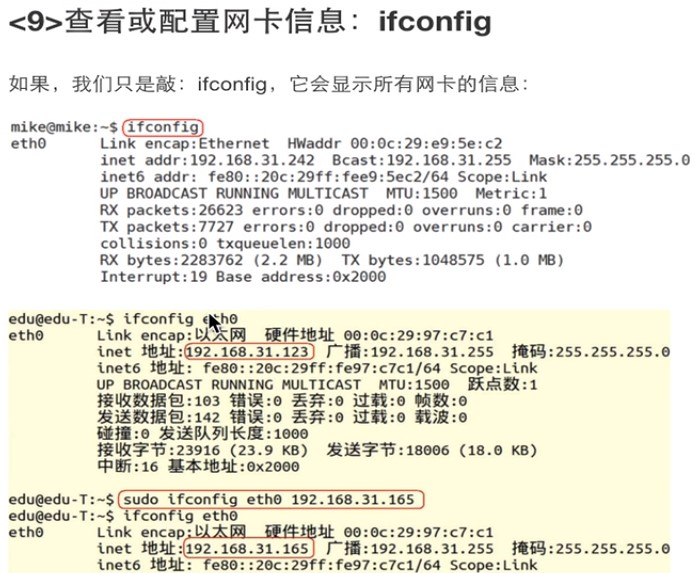 <9>查看或配置网卡信息：ifconfig
如果，我们只是敲：ifconfig，它会显示所有网卡的信息：
mike@mike:~$ ifconfig
eth0 Link encap:Ethernet HWaddr 00:0c:29:e9:5e:c2
inet addr:192.168.31.242 Bcast:192.168.31.255 Mask:255.255.255.0
inet6 addr: fe80::20c:29ff:fee9:5ec2/64 Scope:Link
UP BROADCAST RUNNING MULTICAST MTU:1500 Metric:1
RX packets:26623 errors:0 dropped:0 overruns:0 frame:0
TX packets:7727 errors:0 dropped:0 overruns:0 carrier:0
collisions:0 txqueuelen:1000
RX bytes:2283762 (2.2 MB) TX bytes:1048575 (1.0 MB)
Interrupt:19 Base address:0x2000
edu@edu-T:~$ ifconfig eth0
eth0 Link encap:以太网 硬件地址 00:0c:29:97:c7:c1
inet 地址:192.168.31.123 广播:192.168.31.255 掩码:255.255.255.0
inet6 地址: fe80::20c:29ff:fe97:c7c1/64 Scope:Link
UP BROADCAST RUNNING MULTICAST MTU:1500 跃点数:1
接收数据包:103 错误:0 丢弃:0 过载:0 帧数:0
发送数据包:142 错误:0 丢弃:0 过载:0 载波:0
碰撞:0 发送队列长度:1000
接收字节:23916 (23.9 KB) 发送字节:18006 (18.0 KB)
中断:16 基本地址:0x2000
edu@edu-T:~$ sudo ifconfig eth0 192.168.31.165
edu@edu-T:~$ ifconfig eth0
eth0 Link encap:以太网 硬件地址 00:0c:29:97:c7:c1
inet 地址:192.168.31.165 广播:192.168.31.255 掩码:255.255.255.0
inet6 地址: fe80::20c:29ff:fe97:c7c1/64 Scope:Link